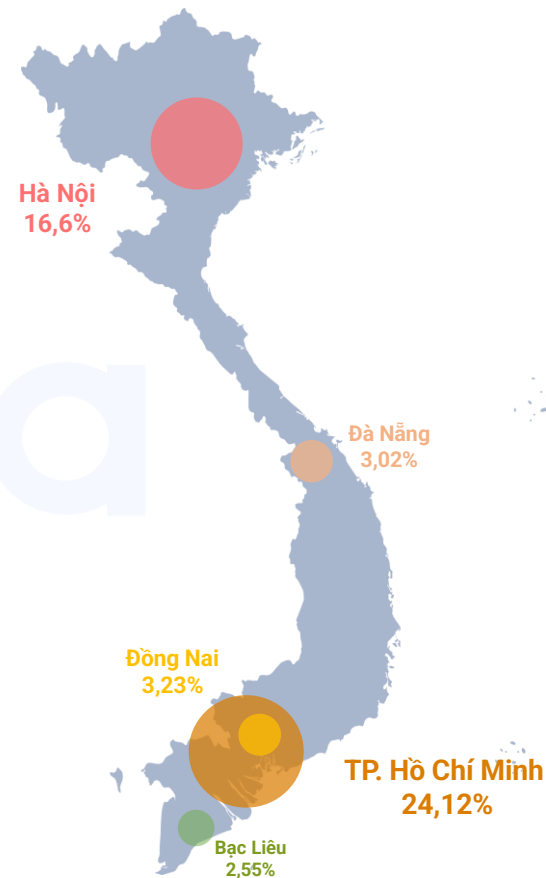 Hà Nội
16,6%
Đà Nẵng
3,02%
Đồng Nai
3,23%
TP. Hồ Chí Minh
24,12%
Bạc Liêu
2,55%